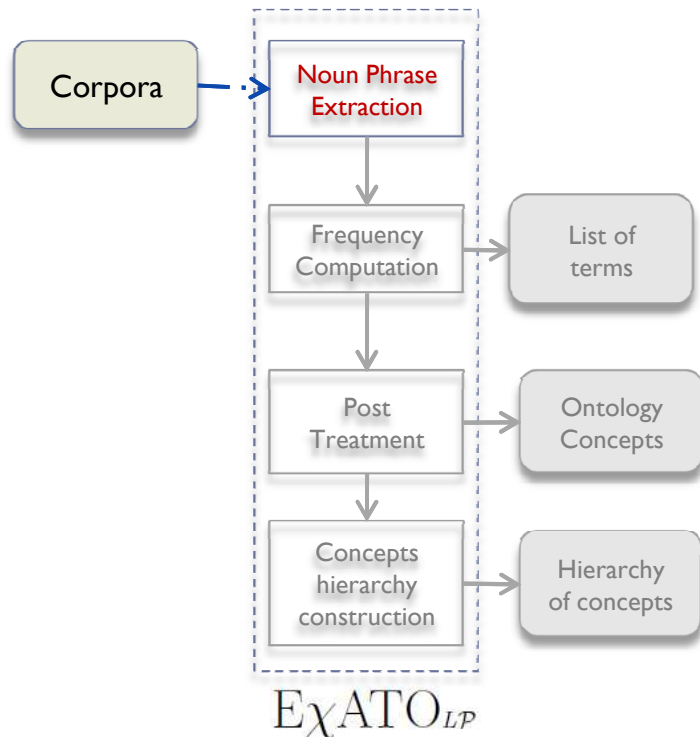 Corpora
Noun Phrase
Extraction
Frequency
Computation
List of
terms
Post
Treatment
Ontology
Concepts
Concepts
hierarchy
construction
Hierarchy
of concepts
EχATOLP